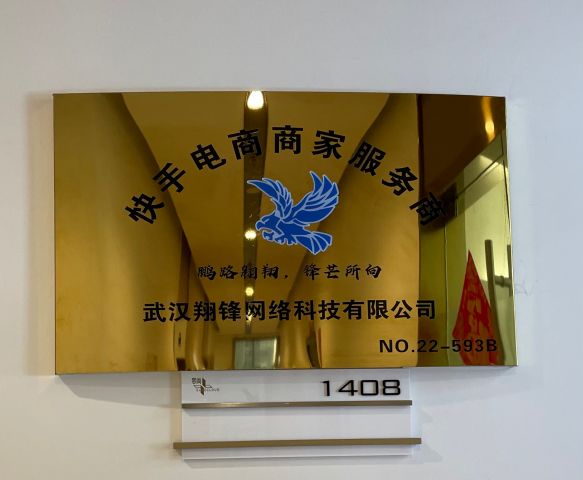 快手电商商家服务商
鹏路翱翔，锋芒所向
武汉翔锋网络科技有限公司
NO.22-593B
1408